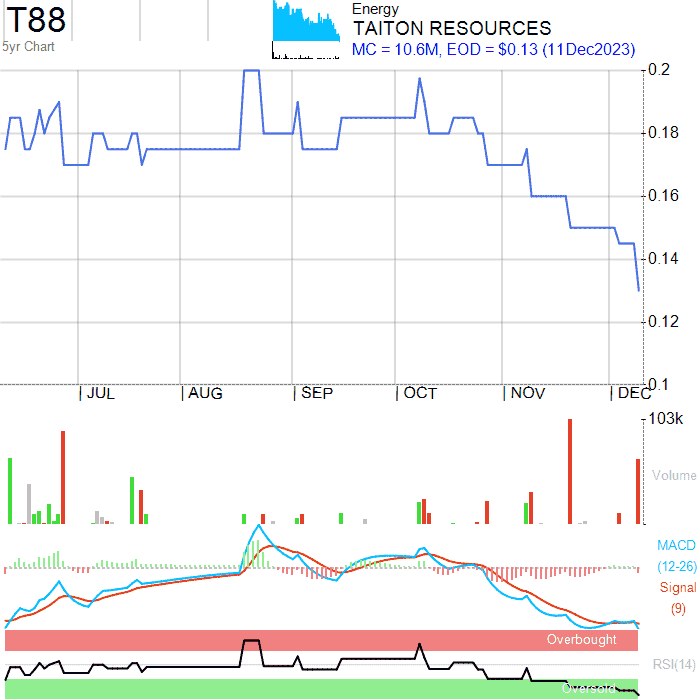 T88
5yr Chart
Energy
TAITON RESOURCES
MC = 10.6M, EOD = $0.13 (11Dec2023)
0.2
0.18
0.16
0.14
0.12
0.1
JUL AUG SEP OCT NOV DEC
103k
Volume
MACD
(12-26)
Signal
(9)
Overbought
RSI(14)
Oversold